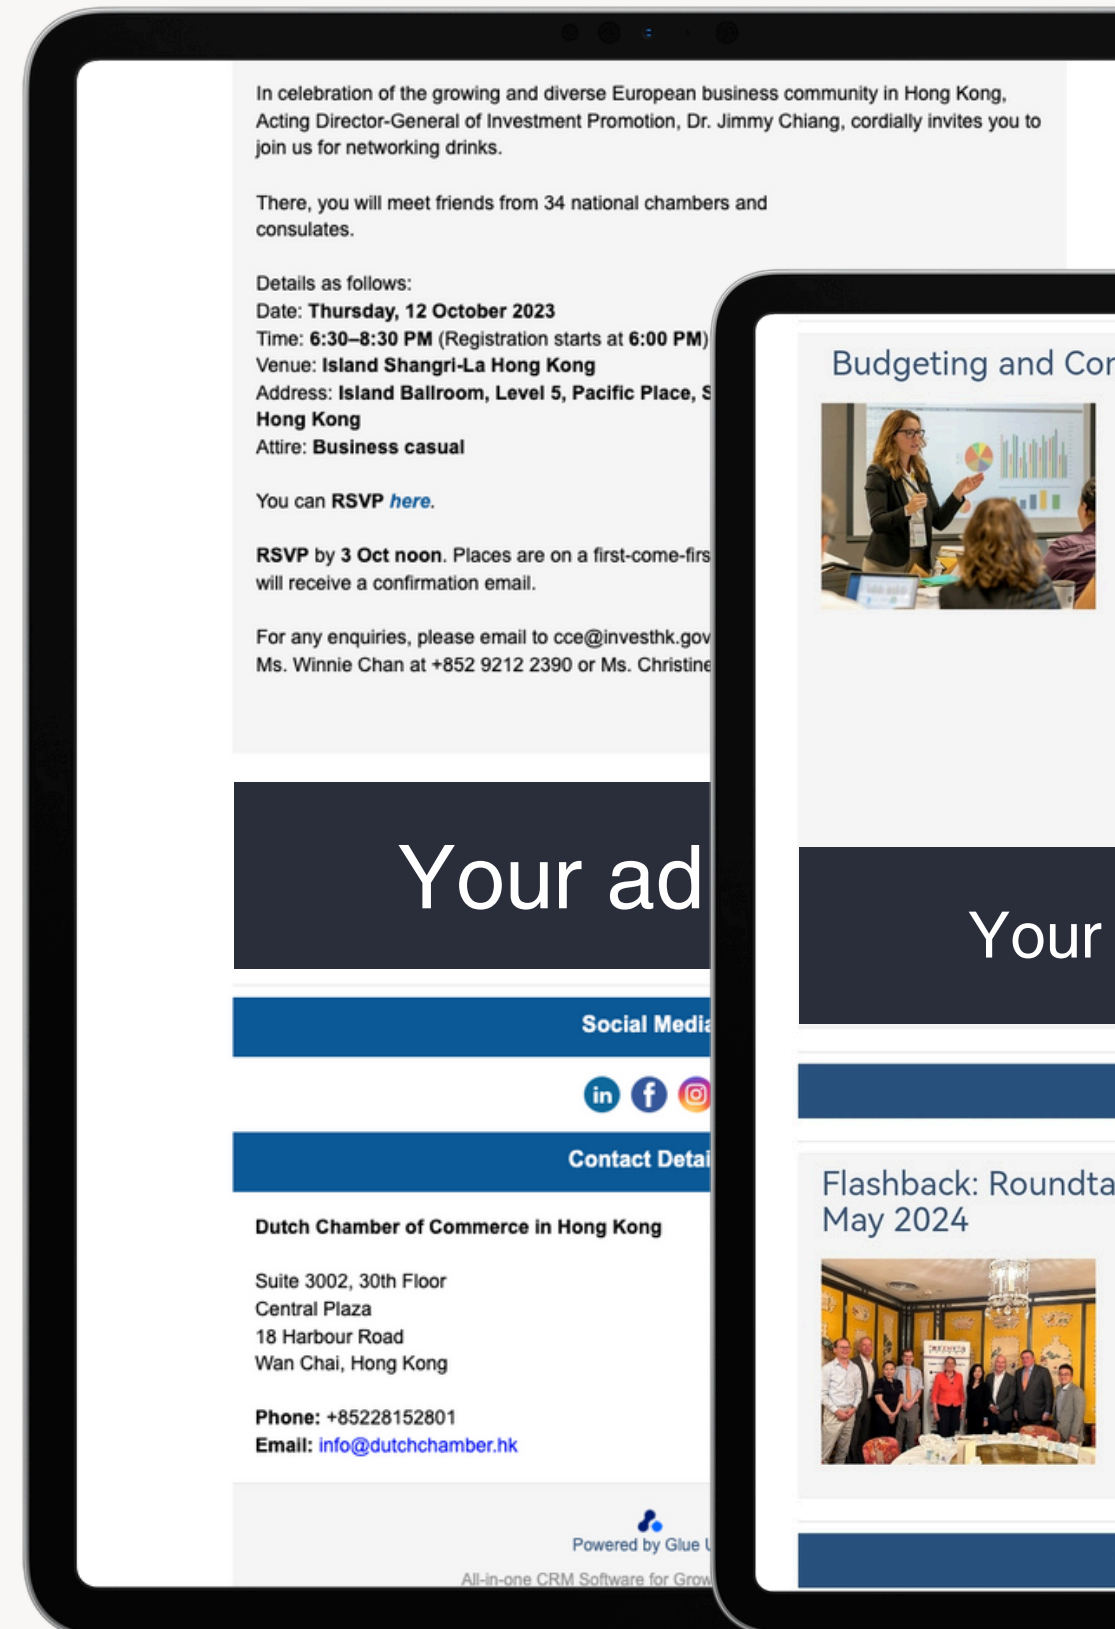 In celebration of the growing and diverse European business community in Hong Kong,
Acting Director-General of Investment Promotion, Dr. Jimmy Chiang, cordially invites you to
join us for networking drinks.
There, you will meet friends from 34 national chambers and
consulates.
Details as follows:
Date: Thursday, 12 October 2023
Time: 6:30–8:30 PM (Registration starts at 6:00 PM)
Venue: Island Shangri-La Hong Kong
Address: Island Ballroom, Level 5, Pacific Place,
Hong Kong
Attire: Business casual
You can RSVP here.
RSVP by 3 Oct noon. Places are on a first-come-firs
will receive a confirmation email.
For any enquiries, please email to cce@investhk.gov
Ms. Winnie Chan at +852 9212 2390 or Ms. Christine
Your ad
Social Media
in f
Contact Detai
Dutch Chamber of Commerce in Hong Kong
Suite 3002, 30th Floor
Central Plaza
18 Harbour Road
Wan Chai, Hong Kong
Phone: +85228152801
Email: info@dutchchamber.hk
Powered by Glue U
All-in-one CRM Software for Grow
Budgeting and Con
Your
Flashback: Roundta
May 2024